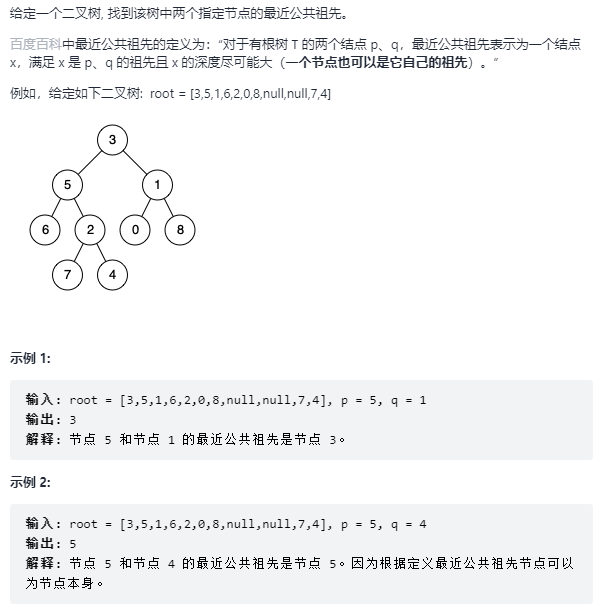 给定一个二叉树, 找到该树中两个指定节点的最近公共祖先。
百度百科中最近公共祖先的定义为：“对于有根树 T 的两个结点 p、q，最近公共祖先表示为一个结点
x，满足 x 是 p、q 的祖先且 x 的深度尽可能大（一个节点也可以是它自己的祖先）。”
例如，给定如下二叉树:  root = [3,5,1,6,2,0,8,null,null,7,4]
3
5 1
6 2 0 8
7 4
示例 1:
输入: root = [3,5,1,6,2,0,8,null,null,7,4], p = 5, q = 1
输出: 3
解释: 节点 5 和节点 1 的最近公共祖先是节点 3。
示例 2:
输入: root = [3,5,1,6,2,0,8,null,null,7,4], p = 5, q = 4
输出: 5
解释: 节点 5 和节点 4 的最近公共祖先是节点 5。因为根据定义最近公共祖先节点可以
为节点本身。